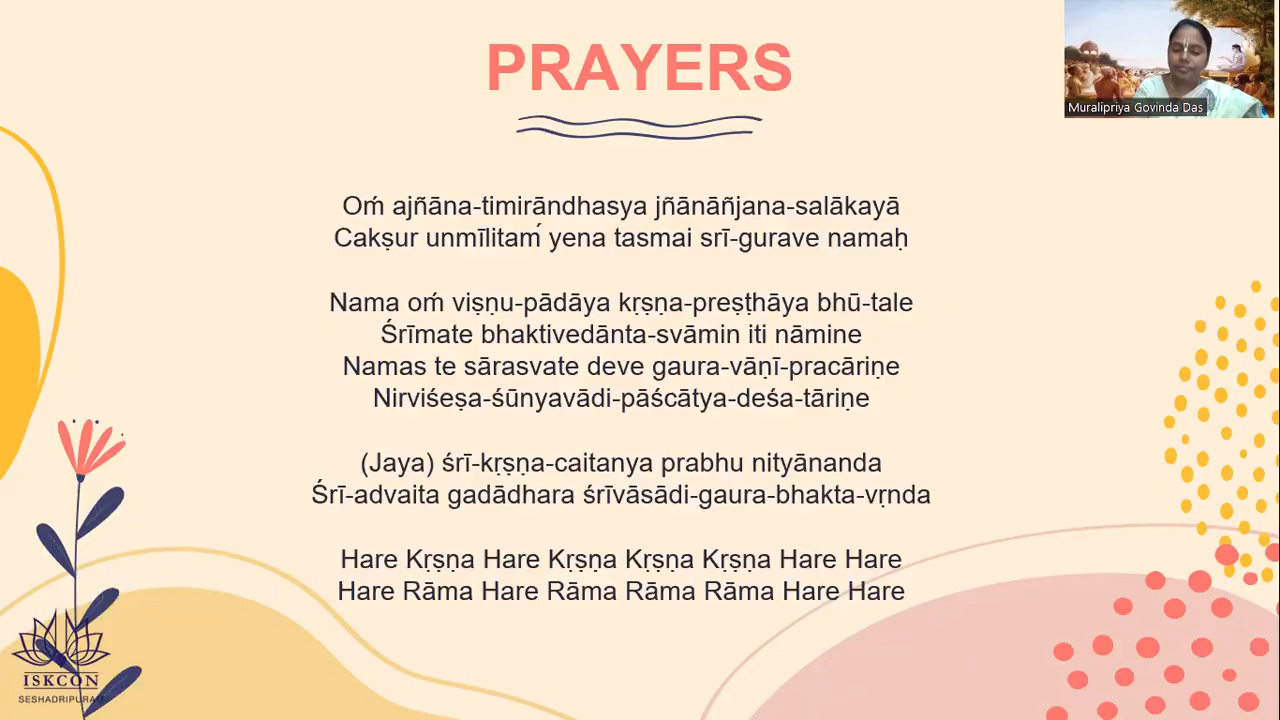 PRAYERS
Muralipriya Govinda Das
Oḿ ajñāna-timirāndhasya jñānāñjana-salākayā
Cakṣur unmīlitaḿ yena tasmai srī-gurave namaḥ
Nama oḿ viṣṇu-pādāya kṛṣṇa-preṣṭhāya bhū-tale
Śrīmate bhaktivedānta-svāmin iti nāmine
Namas te sārasvate deve gaura-vāṇī-pracāriṇe
Nirviśeṣa-śūnyavādi-pāścātya-deśa-tāriṇe
(Jaya) śrī-kṛṣṇa-caitanya prabhu nityānanda
Śrī-advaita gadādhara śrīvāsādi-gaura-bhakta-vṛnda
Hare Kṛṣṇa Hare Kṛṣṇa Kṛṣṇa Kṛṣṇa Hare Hare
Hare Rāma Hare Rāma Rāma Rāma Hare Hare
ISKCON
SESHADRIPURAM